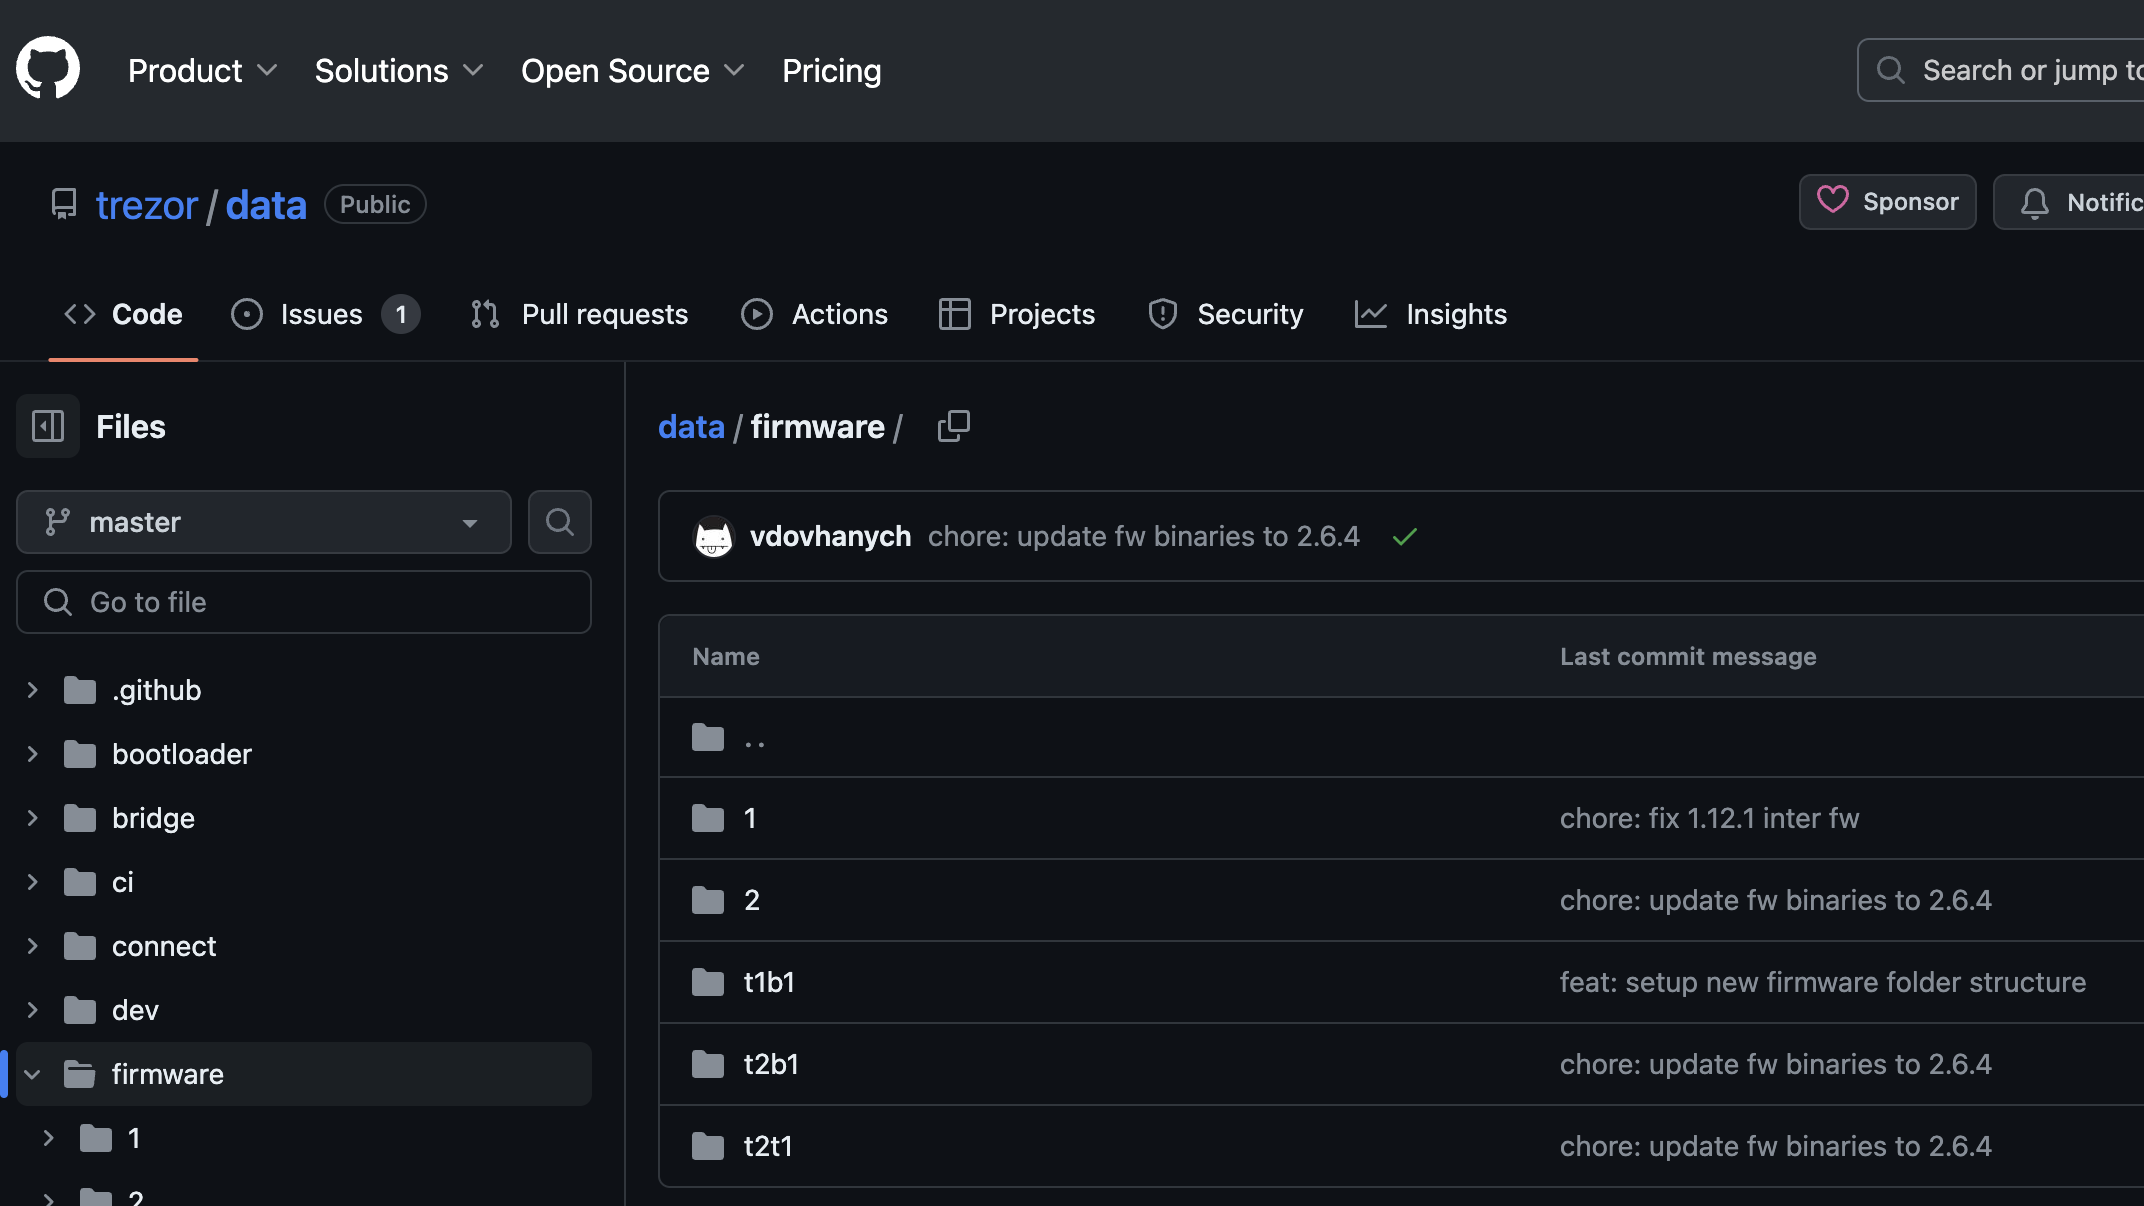 Product Solutions Open Source Pricing Search or jump to
trezor / data Public Sponsor Notific
Code Issues 1 Pull requests Actions Projects Security Insights
Files
master
Go to file
.github
bootloader
bridge
ci
connect
dev
firmware
1
2
data / firmware /
vdovhanych chore: update fw binaries to 2.6.4
Name Last commit message
..
1 chore: fix 1.12.1 inter fw
2 chore: update fw binaries to 2.6.4
t1b1 feat: setup new firmware folder structure
t2b1 chore: update fw binaries to 2.6.4
t2t1 chore: update fw binaries to 2.6.4